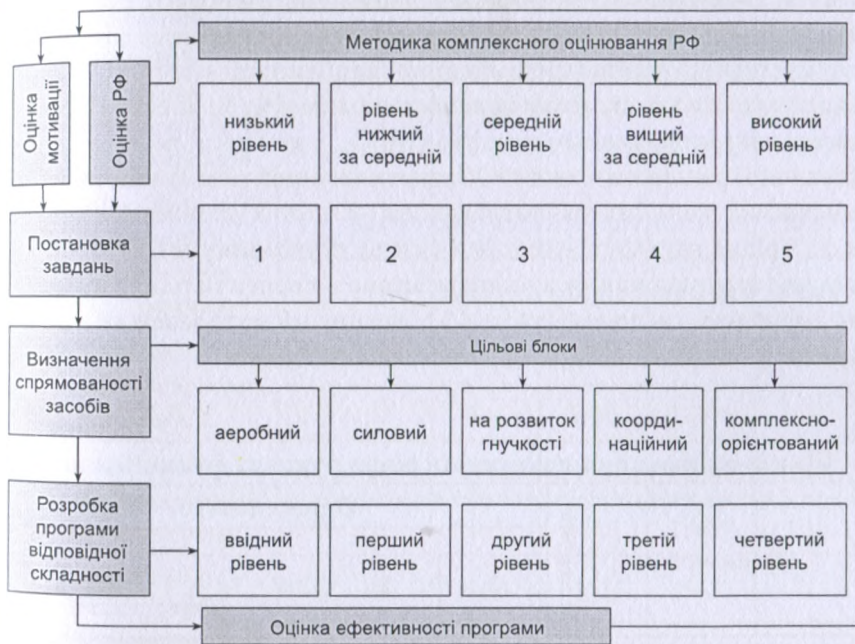 Методика комплексного оцінювання РФ
Оцінка
мотивації
Оцінка РФ
низький
рівень
рівень
нижчий
за середній
середній
рівень
рівень
вищий
за середній
високий
рівень
Постановка
завдань
1
2
3
4
5
Визначення
спрямованості
засобів
Цільові блоки
аеробний
силовий
на розвиток
гнучкості
коорди-
наційний
комплексно-
орієнтований
Розробка
програми
відповідної
складності
ввідний
рівень
перший
рівень
другий
рівень
третій
рівень
четвертий
рівень
Оцінка ефективності програми